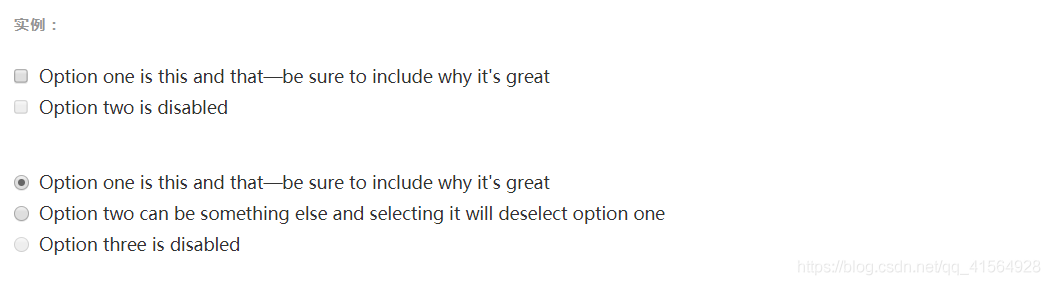 实例：
Option one is this and that—be sure to include why it's great
Option two is disabled
Option one is this and that—be sure to include why it's great
Option two can be something else and selecting it will deselect option one
Option three is disabled
https://blog.csdn.net/qq_41564928